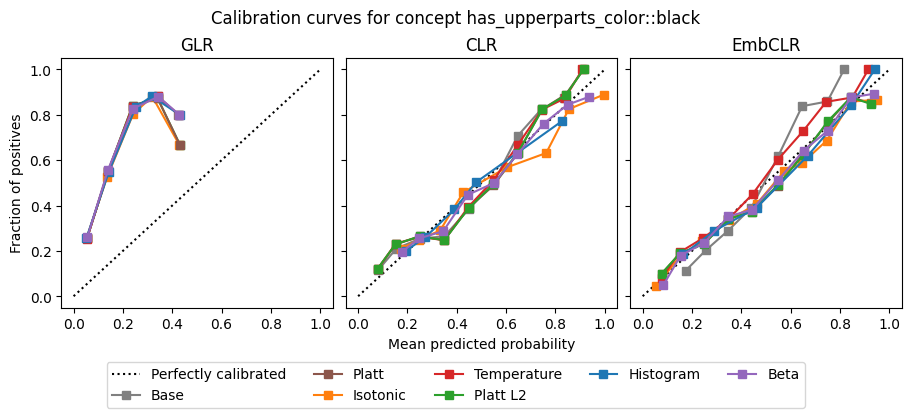 Calibration curves for concept has_upperparts_color::black
GLR
CLR
EmbCLR
Fraction of positives
1.0
0.8
0.6
0.4
0.2
0.0
0.0 0.2 0.4 0.6 0.8 1.0
0.0 0.2 0.4 0.6 0.8 1.0
0.0 0.2 0.4 0.6 0.8 1.0
Mean predicted probability
Perfectly calibrated
Base
Platt
Isotonic
Temperature
Platt L2
Histogram
Beta